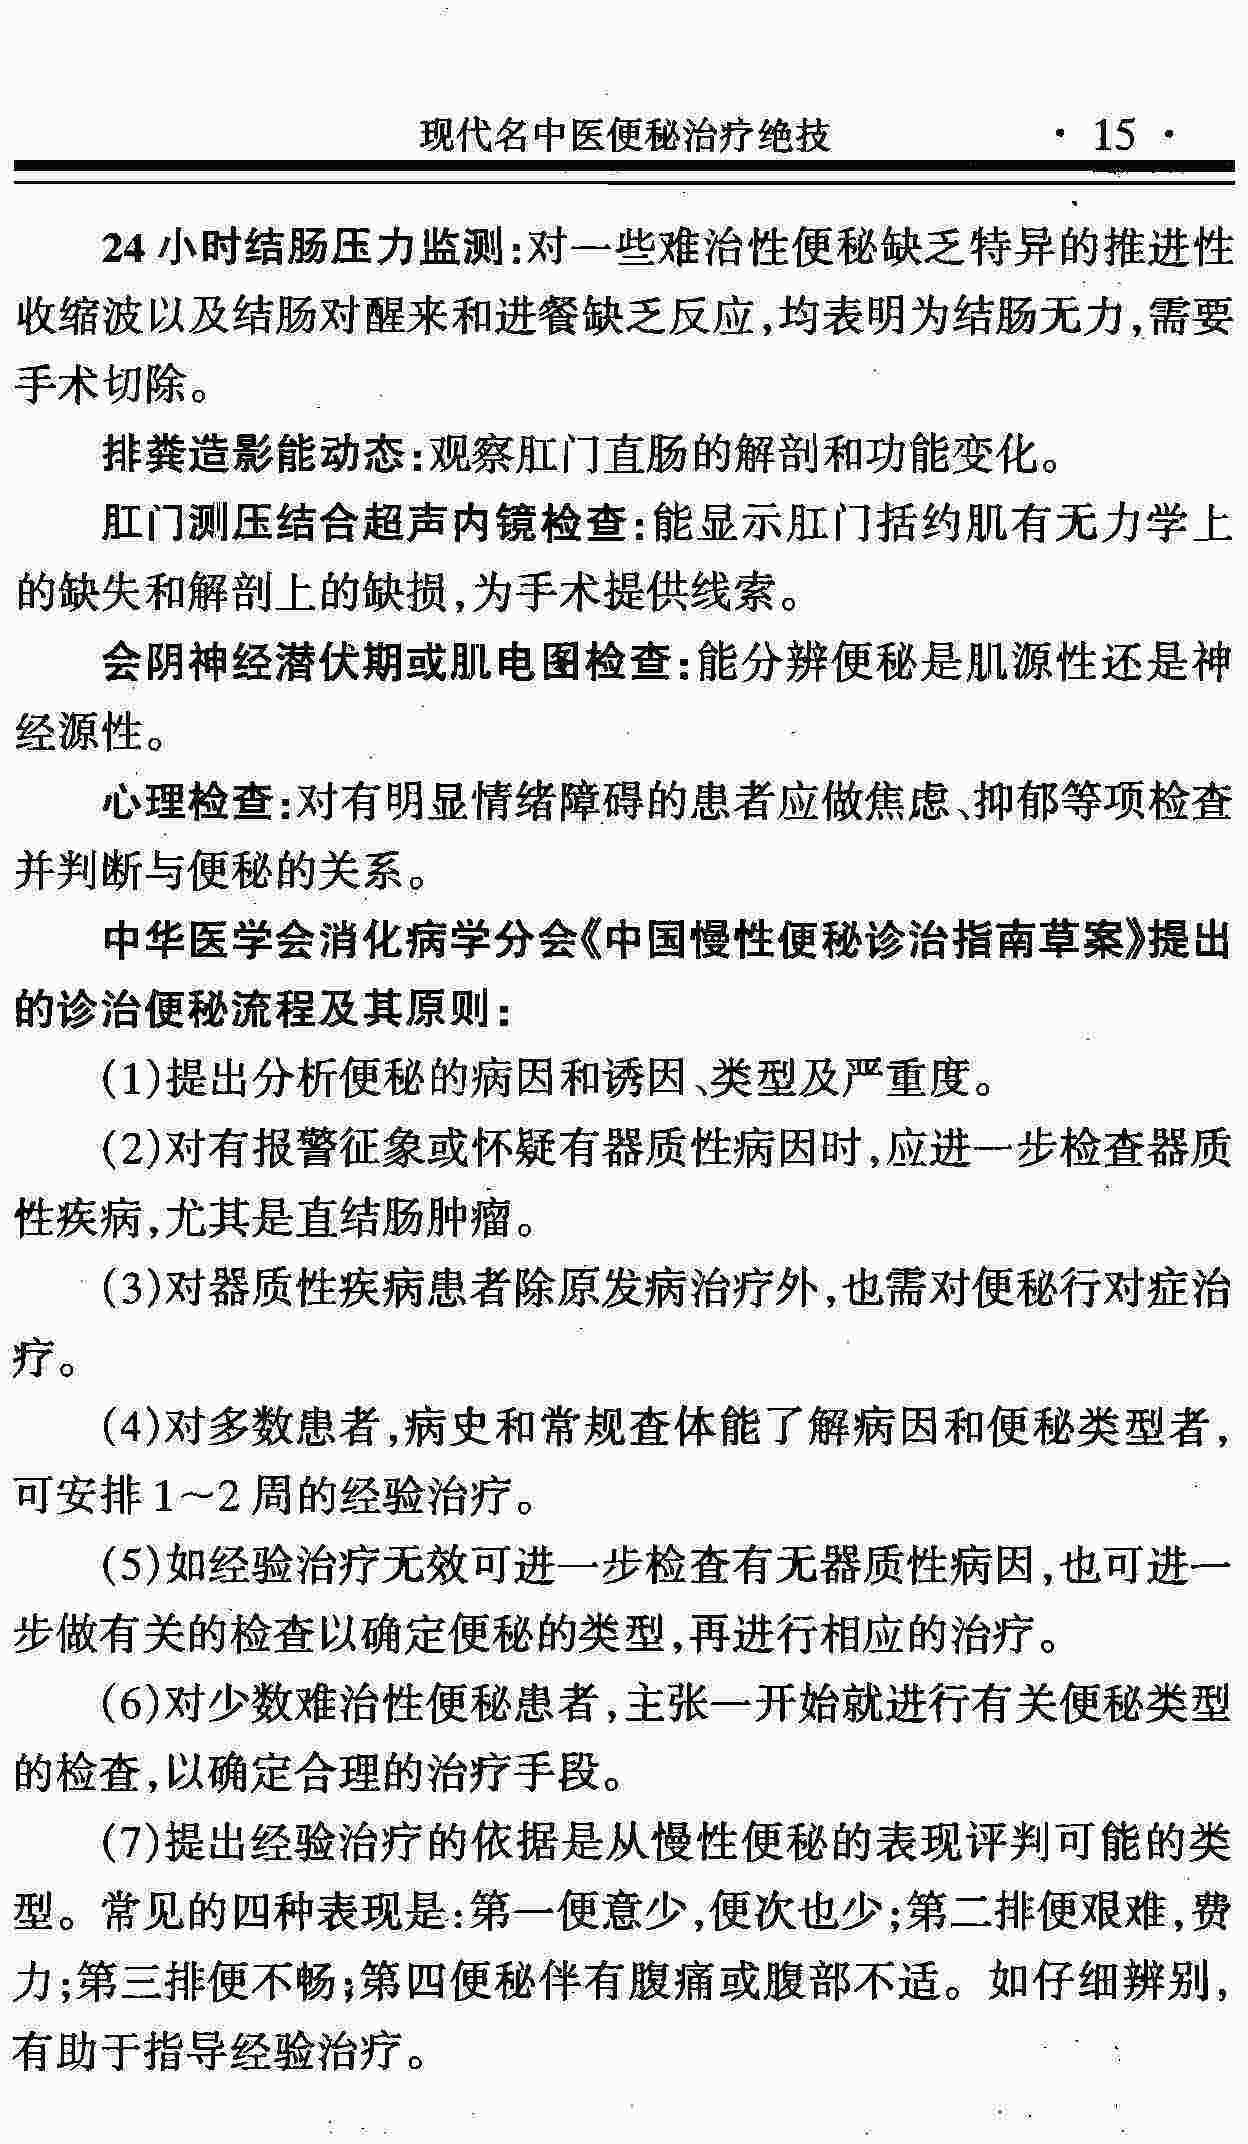 现代名中医便秘治疗绝技 · 15 ·
24 小时结肠压力监测:对一些难治性便秘缺乏特异的推进性
收缩波以及结肠对醒来和进餐缺乏反应,均表明为结肠无力,需要
手术切除。
排粪造影能动态:观察肛门直肠的解剖和功能变化。
肛门测压结合超声内镜检查:能显示肛门括约肌有无力学上
的缺失和解剖上的缺损,为手术提供线索。
会阴神经潜伏期或肌电图检查:能分辨便秘是肌源性还是神
经源性。
心理检查:对有明显情绪障碍的患者应做焦虑、抑郁等项检查
并判断与便秘的关系。
中华医学会消化病学分会《中国慢性便秘诊治指南草案》提出
的诊治便秘流程及其原则:
(1)提出分析便秘的病因和诱因、类型及严重度。
(2)对有报警征象或怀疑有器质性病因时,应进一步检查器质
性疾病,尤其是直结肠肿瘤。
(3)对器质性疾病患者除原发病治疗外,也需对便秘行对症治
疗。
(4)对多数患者,病史和常规查体能了解病因和便秘类型者,
可安排 1～2 周的经验治疗。
(5)如经验治疗无效可进一步检查有无器质性病因,也可进一
步做有关的检查以确定便秘的类型,再进行相应的治疗。
(6)对少数难治性便秘患者,主张一开始就进行有关便秘类型
的检查,以确定合理的治疗手段。
(7)提出经验治疗的依据是从慢性便秘的表现评判可能的类
型。常见的四种表现是:第一便意少,便次也少;第二排便艰难,费
力;第三排便不畅;第四便秘伴有腹痛或腹部不适。如仔细辨别,
有助于指导经验治疗。